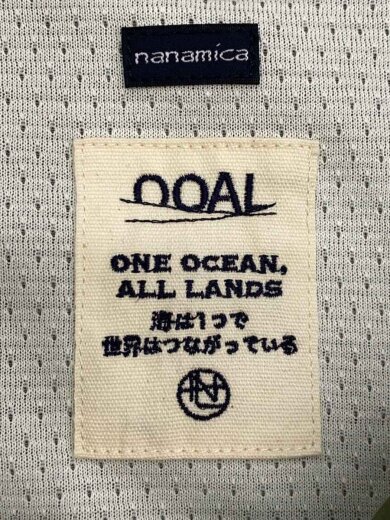 nanamica
OOAL
ONE OCEAN,
ALL LANDS
海は1つで
世界はつながっている